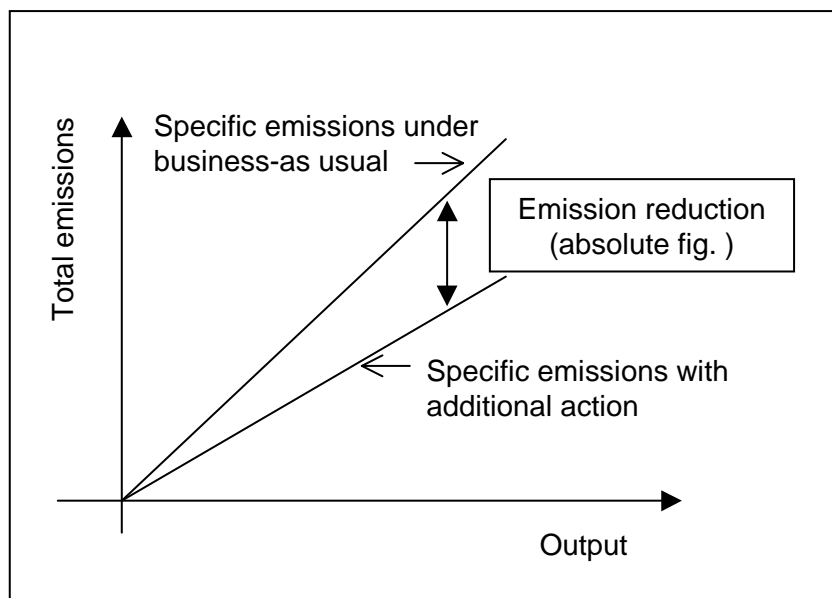 Total emissions
Specific emissions under
business-as usual
Emission reduction
(absolute fig. )
Specific emissions with
additional action
Output